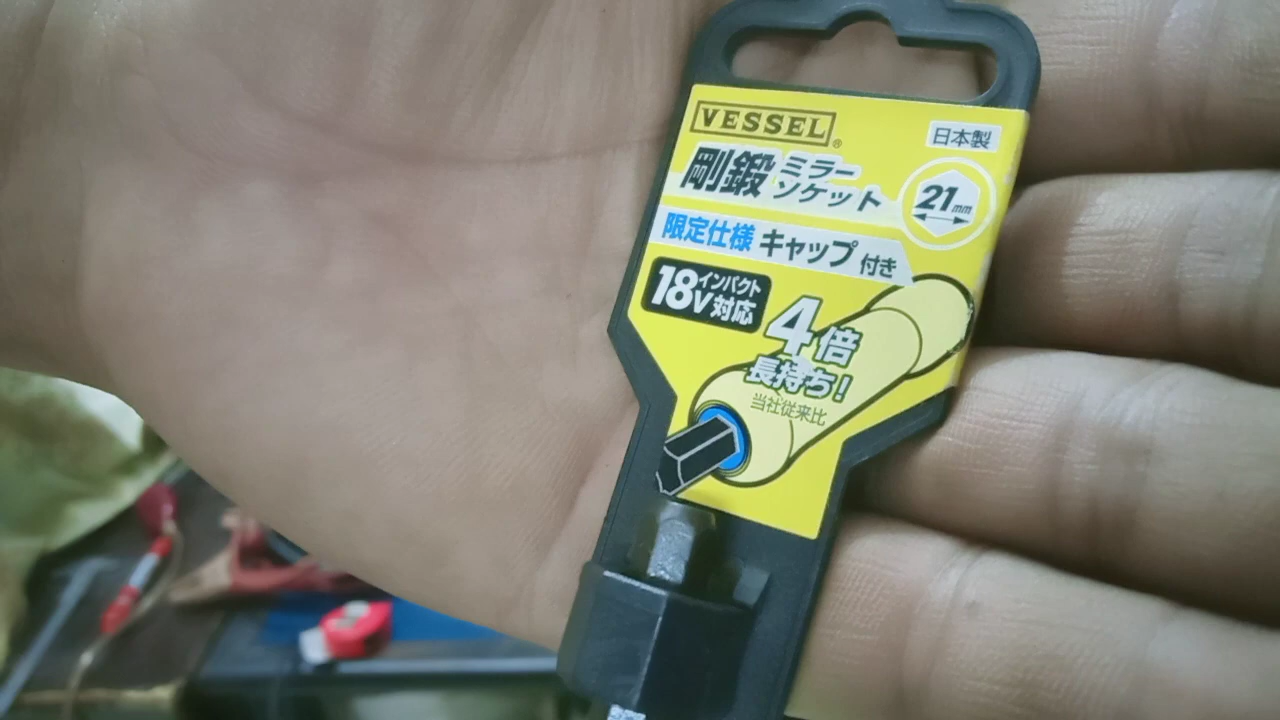 VESSEL®
日本製
剛鍛 ミラー
ソケット
21mm
限定仕様 キャップ付き
18V インパクト
対応
4倍
長持ち!
当社従来比